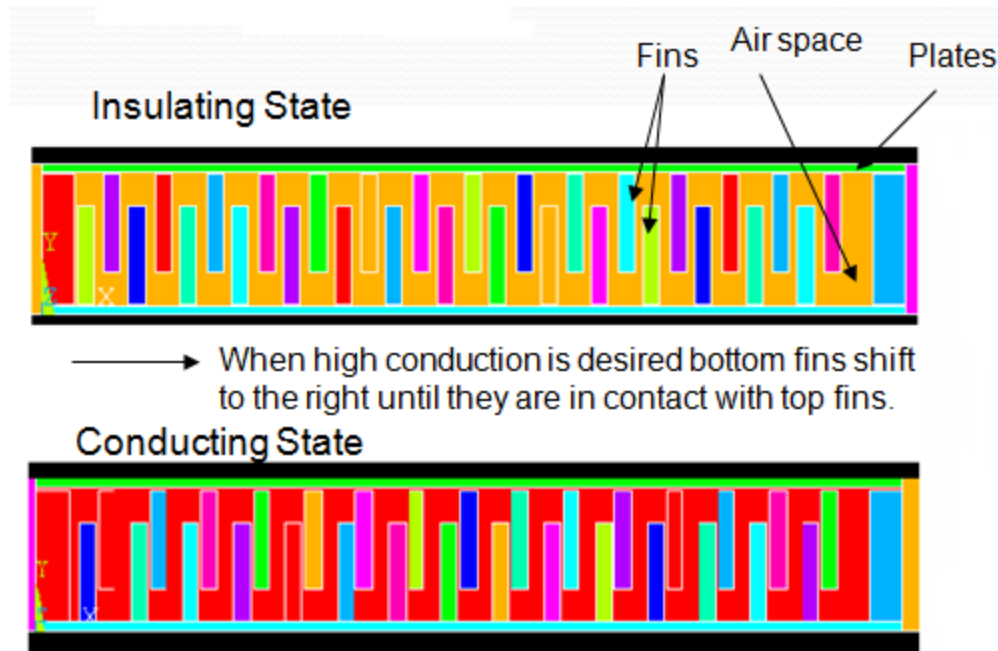 Fins
Air space
Plates
Insulating State
Y
Z
X
When high conduction is desired bottom fins shift
to the right until they are in contact with top fins.
Conducting State
Y
X